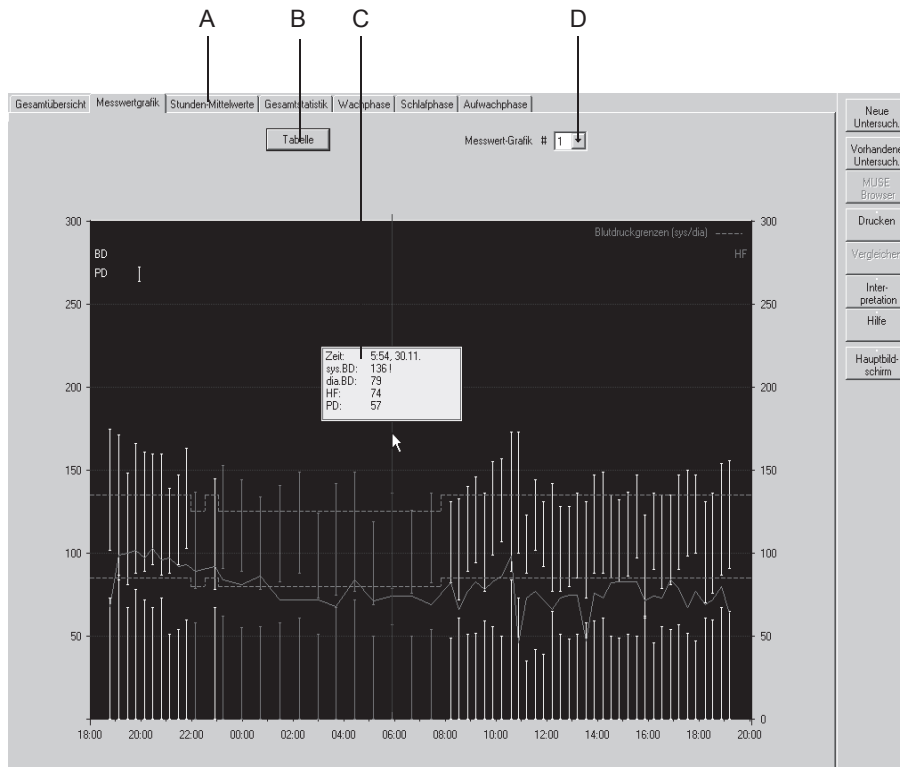 A B C D
Gesamtübersicht Messwertgrafik Stunden-Mittelwerte Gesamtstatistik Wachphase Schlafphase Aufwachphase
Tabelle
Messwert-Grafik # 1
Neue
Untersuch.
Vorhandene
Untersuch.
MUSE
Browser
Drucken
Vergleichen
Inter-
pretation
Hilfe
Hauptbild-
schirm
300 300
Blutdruckgrenzen (sys/dia) -----
BD HF
PD
250 250
Zeit: 5:54, 30.11.
sys.BD: 136 !
dia.BD: 79
HF: 74
PD: 57
200 200
150 150
100 100
50 50
0
18:00 20:00 22:00 00:00 02:00 04:00 06:00 08:00 10:00 12:00 14:00 16:00 18:00 20:00